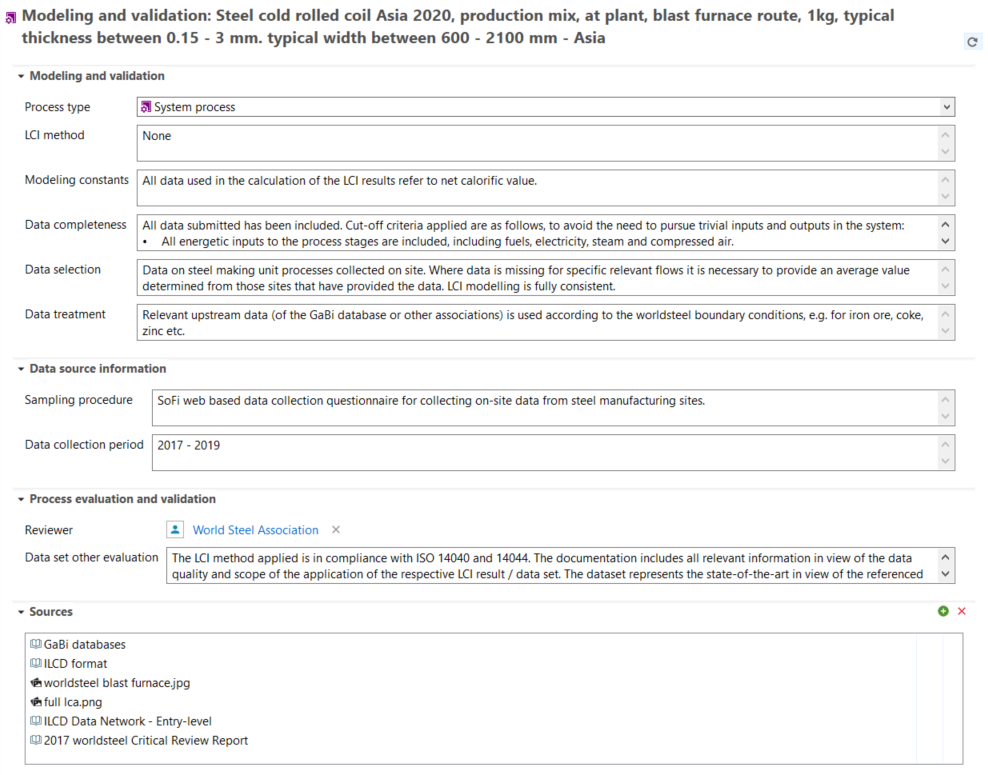 Modeling and validation: Steel cold rolled coil Asia 2020, production mix, at plant, blast furnace route, 1kg, typical
thickness between 0.15 - 3 mm. typical width between 600 - 2100 mm - Asia
Modeling and validation
Process type
System process
LCI method
None
Modeling constants
All data used in the calculation of the LCI results refer to net calorific value.
Data completeness
All data submitted has been included. Cut-off criteria applied are as follows, to avoid the need to pursue trivial inputs and outputs in the system:
• All energetic inputs to the process stages are included, including fuels, electricity, steam and compressed air.
Data selection
Data on steel making unit processes collected on site. Where data is missing for specific relevant flows it is necessary to provide an average value
determined from those sites that have provided the data. LCI modelling is fully consistent.
Data treatment
Relevant upstream data (of the GaBi database or other associations) is used according to the worldsteel boundary conditions, e.g. for iron ore, coke,
zinc etc.
Data source information
Sampling procedure
SoFi web based data collection questionnaire for collecting on-site data from steel manufacturing sites.
Data collection period
2017 - 2019
Process evaluation and validation
Reviewer
World Steel Association
Data set other evaluation
The LCI method applied is in compliance with ISO 14040 and 14044. The documentation includes all relevant information in view of the data
quality and scope of the application of the respective LCI result / data set. The dataset represents the state-of-the-art in view of the referenced
Sources
GaBi databases
ILCD format
worldsteel blast furnace.jpg
full lca.png
ILCD Data Network - Entry-level
2017 worldsteel Critical Review Report